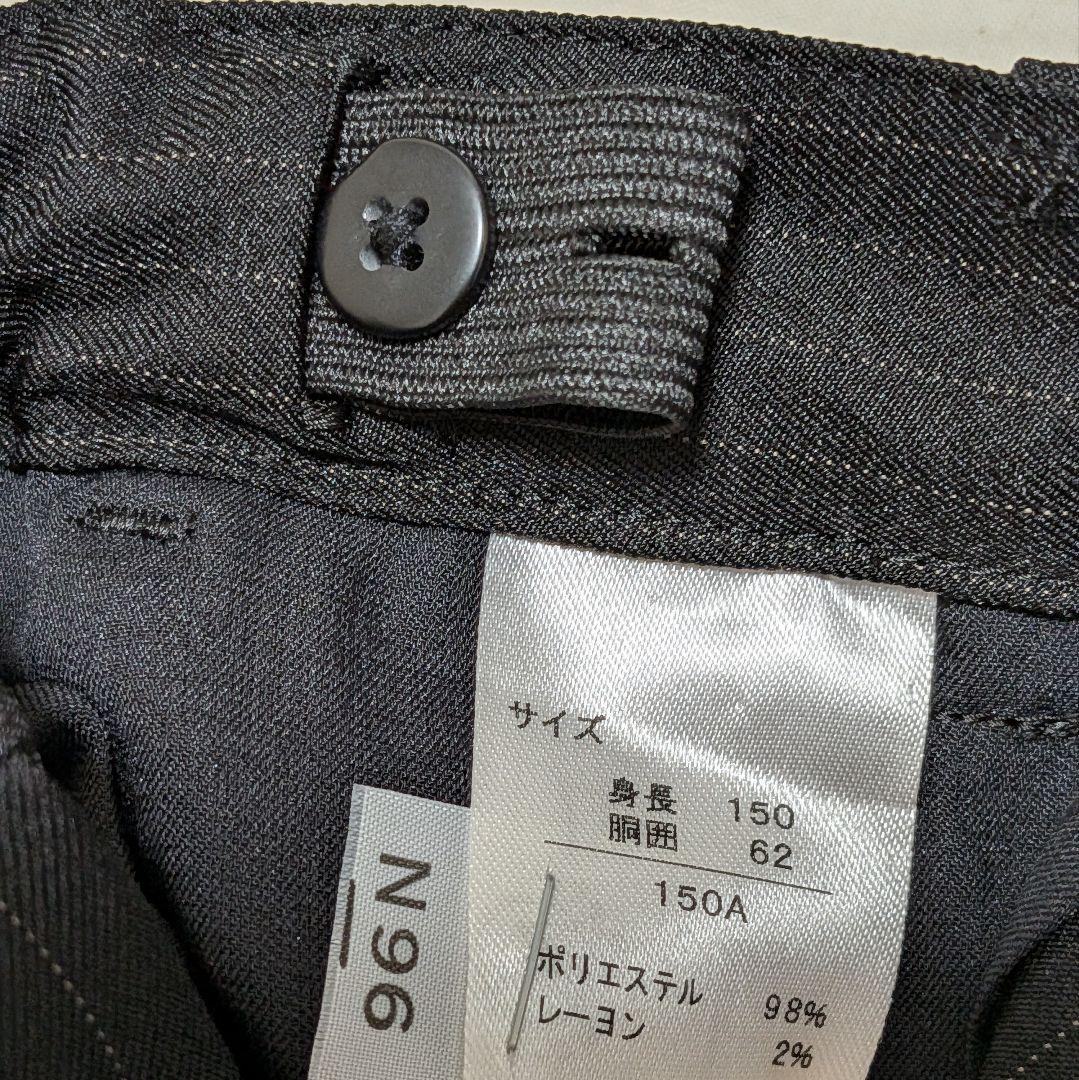 サイズ
身長 150
胴囲 62
150A
ポリエステル 98%
レーヨン 2%
N96